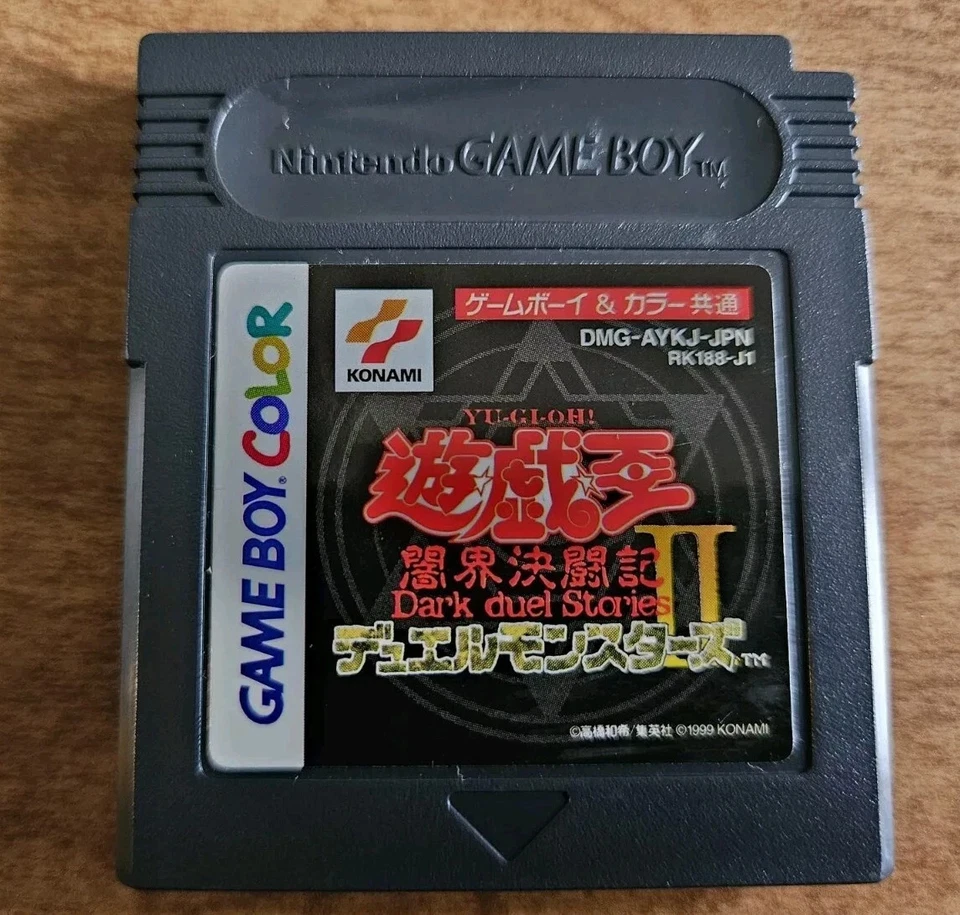 Nintendo GAME BOY TM
GAME BOY® COLOR
KONAMI
ゲームボーイ & カラー共通
DMG-AYKJ-JPN
RK188-J1
YU-GI-OH!
遊☆戯☆王
闇界決闘記
Dark duel Stories
II
デュエルモンスターズ™
©高橋和希/集英社 ©1999 KONAMI